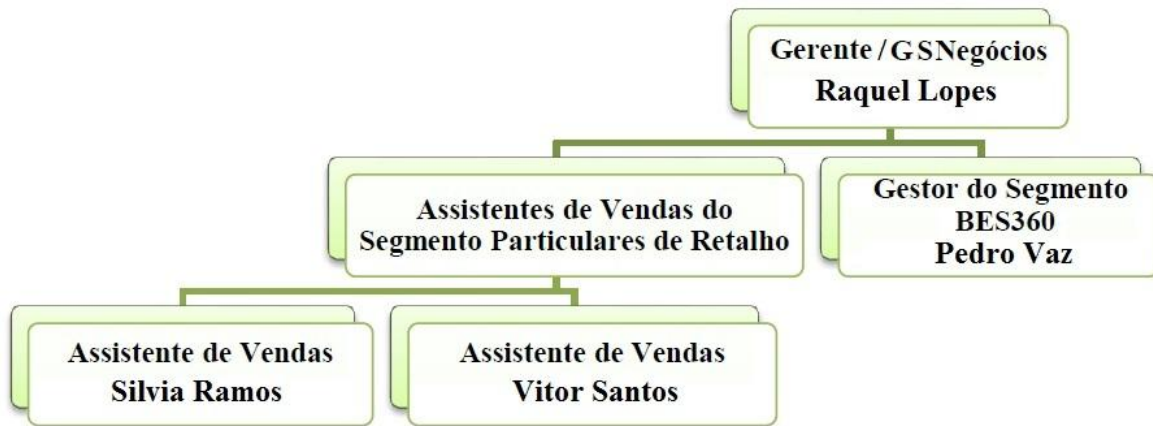 Gerente / GSNegócios
Raquel Lopes
Assistentes de Vendas do
Segmento Particulares de Retalho
Gestor do Segmento
BES360
Pedro Vaz
Assistente de Vendas
Silvia Ramos
Assistente de Vendas
Vitor Santos